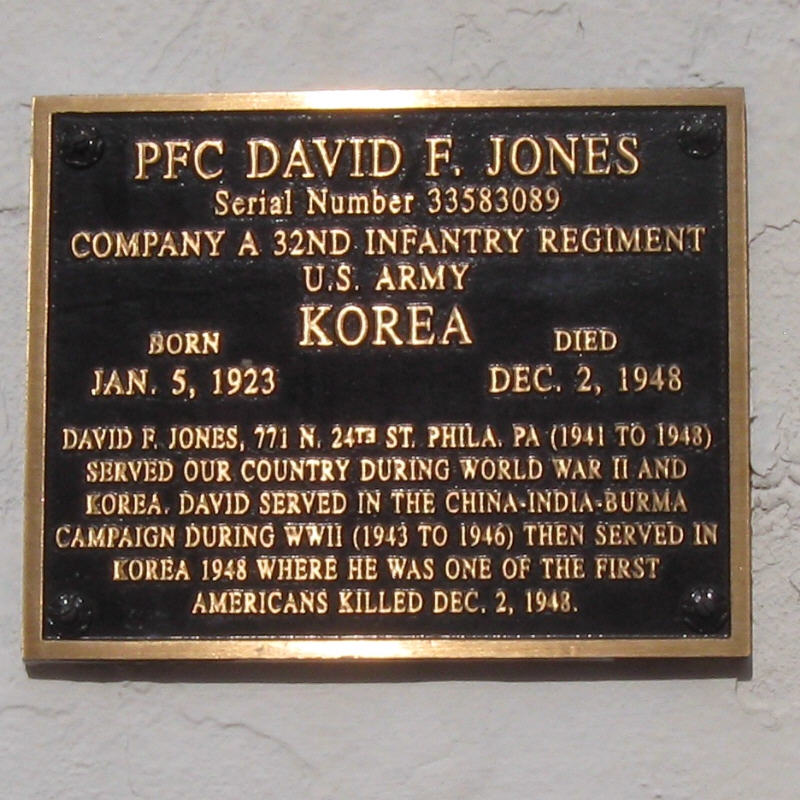 PFC DAVID F. JONES
Serial Number 33583089
COMPANY A 32ND INFANTRY REGIMENT
U.S. ARMY
KOREA
BORN DIED
JAN. 5, 1923 DEC. 2, 1948
DAVID F. JONES, 771 N. 24TH ST. PHILA. PA (1941 TO 1948)
SERVED OUR COUNTRY DURING WORLD WAR II AND
KOREA. DAVID SERVED IN THE CHINA-INDIA-BURMA
CAMPAIGN DURING WWII (1943 TO 1946) THEN SERVED IN
KOREA 1948 WHERE HE WAS ONE OF THE FIRST
AMERICANS KILLED DEC. 2, 1948.